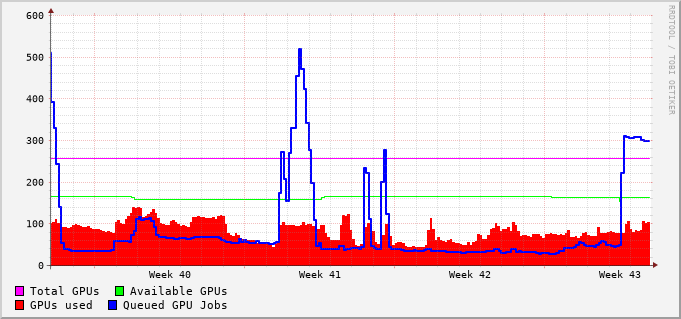 600
500
400
300
200
100
0
Week 40 Week 41 Week 42 Week 43
Total GPUs Available GPUs
GPUs used Queued GPU Jobs
RRDTOOL / TOBI OETIKER